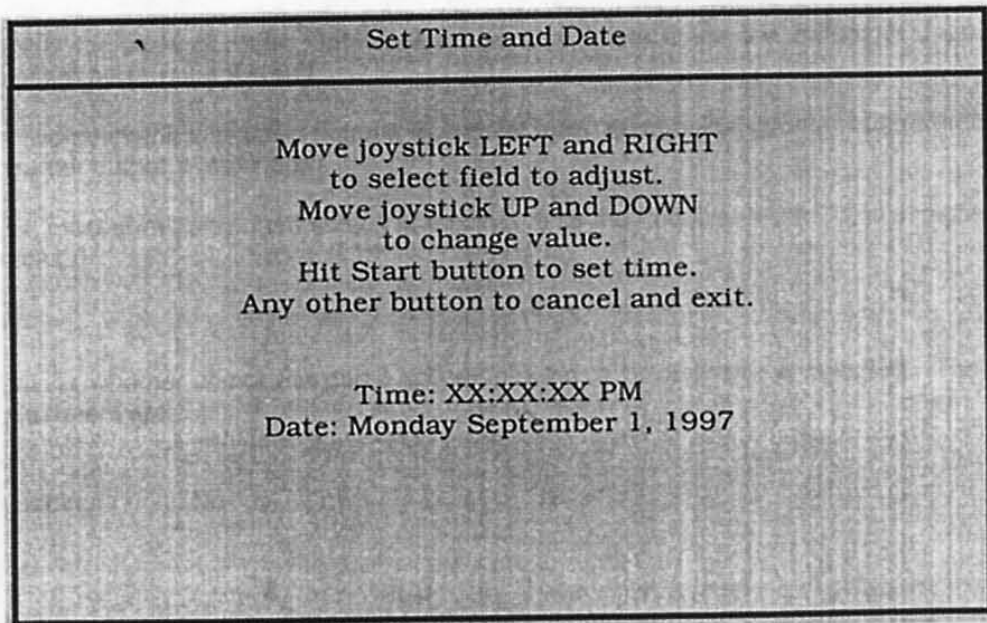 Set Time and Date
Move joystick LEFT and RIGHT
to select field to adjust.
Move joystick UP and DOWN
to change value.
Hit Start button to set time.
Any other button to cancel and exit.
Time: XX:XX:XX PM
Date: Monday September 1, 1997